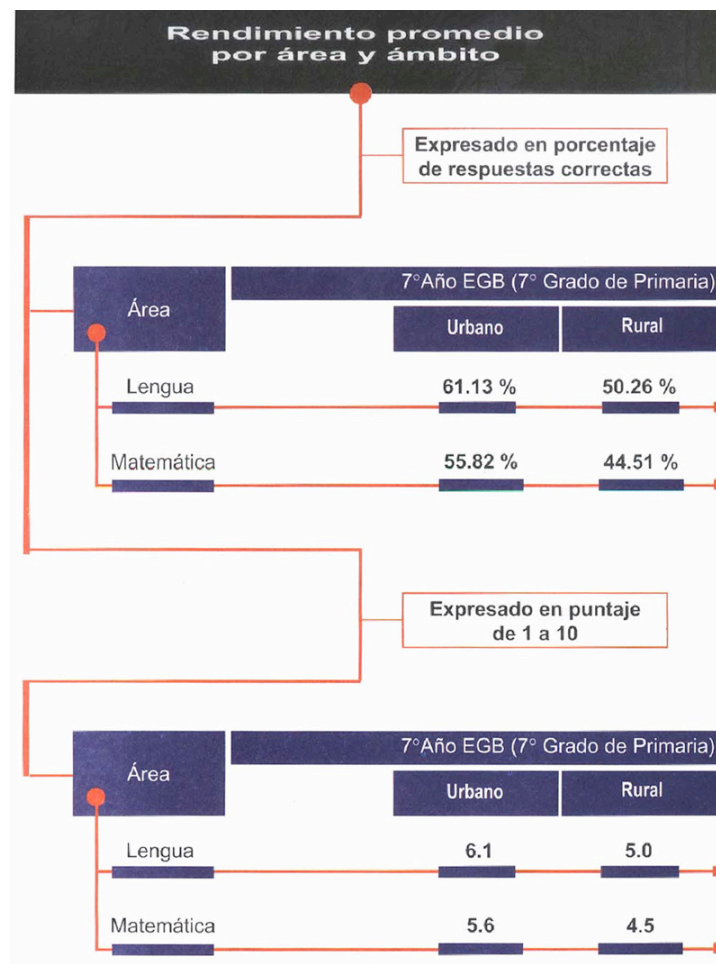 Rendimiento promedio
por área y ámbito
Expresado en porcentaje
de respuestas correctas
Área
7°Año EGB (7° Grado de Primaria)
Urbano Rural
Lengua 61.13 % 50.26 %
Matemática 55.82 % 44.51 %
Expresado en puntaje
de 1 a 10
Área
7°Año EGB (7° Grado de Primaria)
Urbano Rural
Lengua 6.1 5.0
Matemática 5.6 4.5